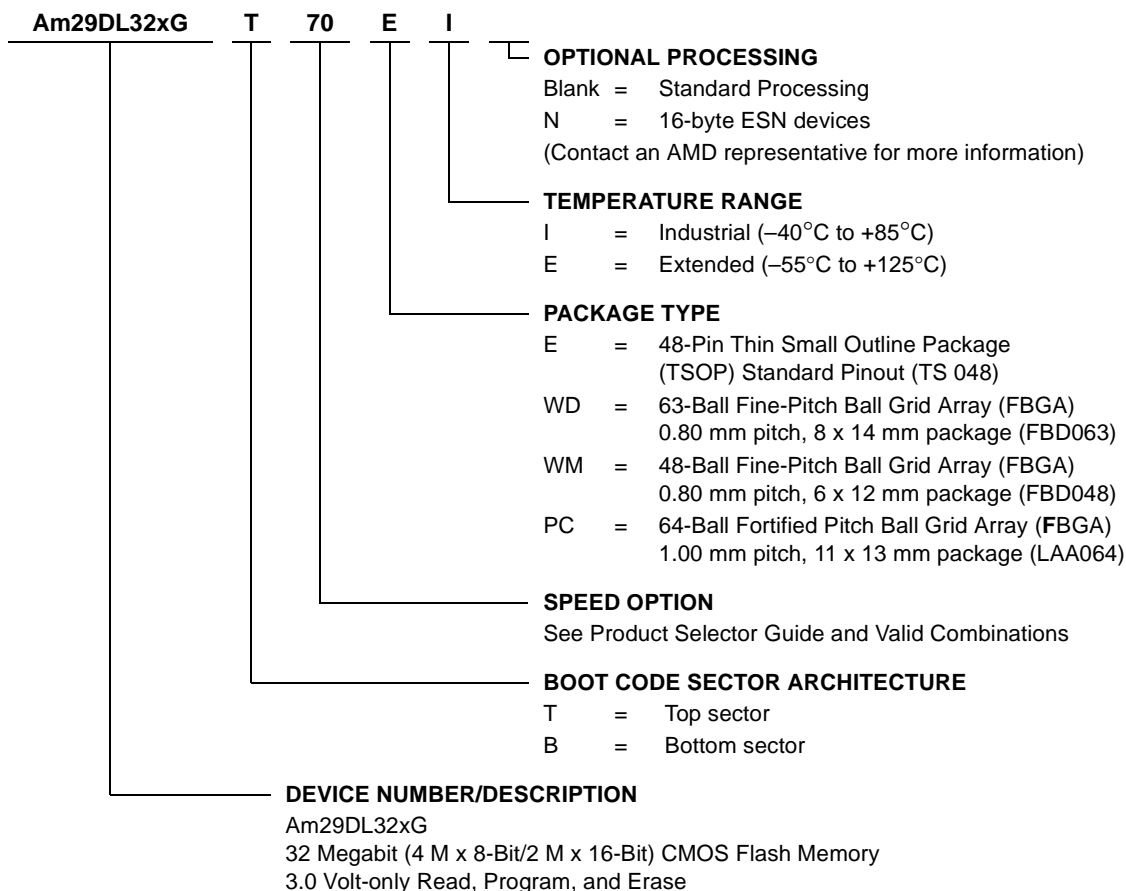 Am29DL32xG T 70 E I
OPTIONAL PROCESSING
Blank = Standard Processing
N = 16-byte ESN devices
(Contact an AMD representative for more information)
TEMPERATURE RANGE
I = Industrial (–40°C to +85°C)
E = Extended (–55°C to +125°C)
PACKAGE TYPE
E = 48-Pin Thin Small Outline Package
(TSOP) Standard Pinout (TS 048)
WD = 63-Ball Fine-Pitch Ball Grid Array (FBGA)
0.80 mm pitch, 8 x 14 mm package (FBD063)
WM = 48-Ball Fine-Pitch Ball Grid Array (FBGA)
0.80 mm pitch, 6 x 12 mm package (FBD048)
PC = 64-Ball Fortified Pitch Ball Grid Array (FBGA)
1.00 mm pitch, 11 x 13 mm package (LAA064)
SPEED OPTION
See Product Selector Guide and Valid Combinations
BOOT CODE SECTOR ARCHITECTURE
T = Top sector
B = Bottom sector
DEVICE NUMBER/DESCRIPTION
Am29DL32xG
32 Megabit (4 M x 8-Bit/2 M x 16-Bit) CMOS Flash Memory
3.0 Volt-only Read, Program, and Erase